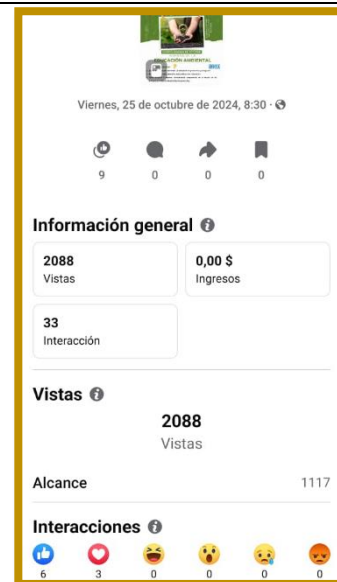 EDUCACIÓN AMBIENTAL
Viernes, 25 de octubre de 2024, 8:30 ·
9 0 0 0
Información general
2088 0,00 $
Vistas Ingresos
33
Interacción
Vistas
2088
Vistas
Alcance 1117
Interacciones
6 3 0 0 0 0